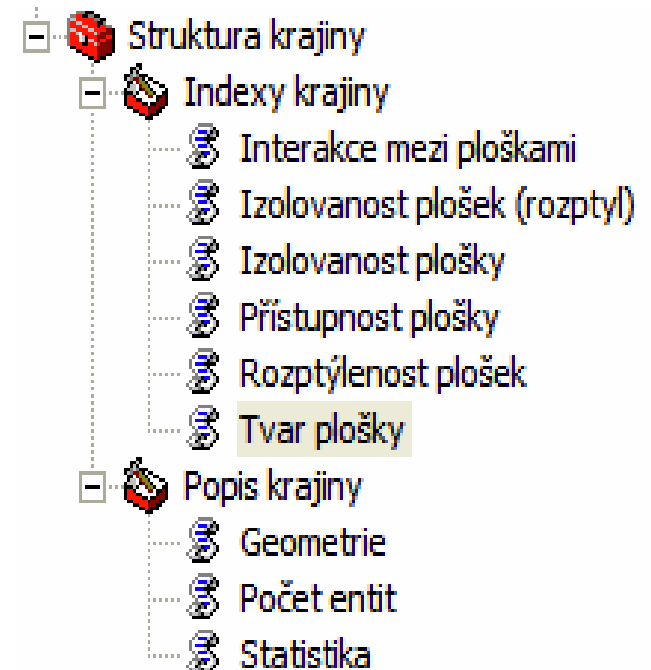 Struktura krajiny
Indexy krajiny
Interakce mezi ploškami
Izolovanost plošek (rozptyl)
Izolovanost plošky
Přístupnost plošky
Rozptýlenost plošek
Tvar plošky
Popis krajiny
Geometrie
Počet entit
Statistika